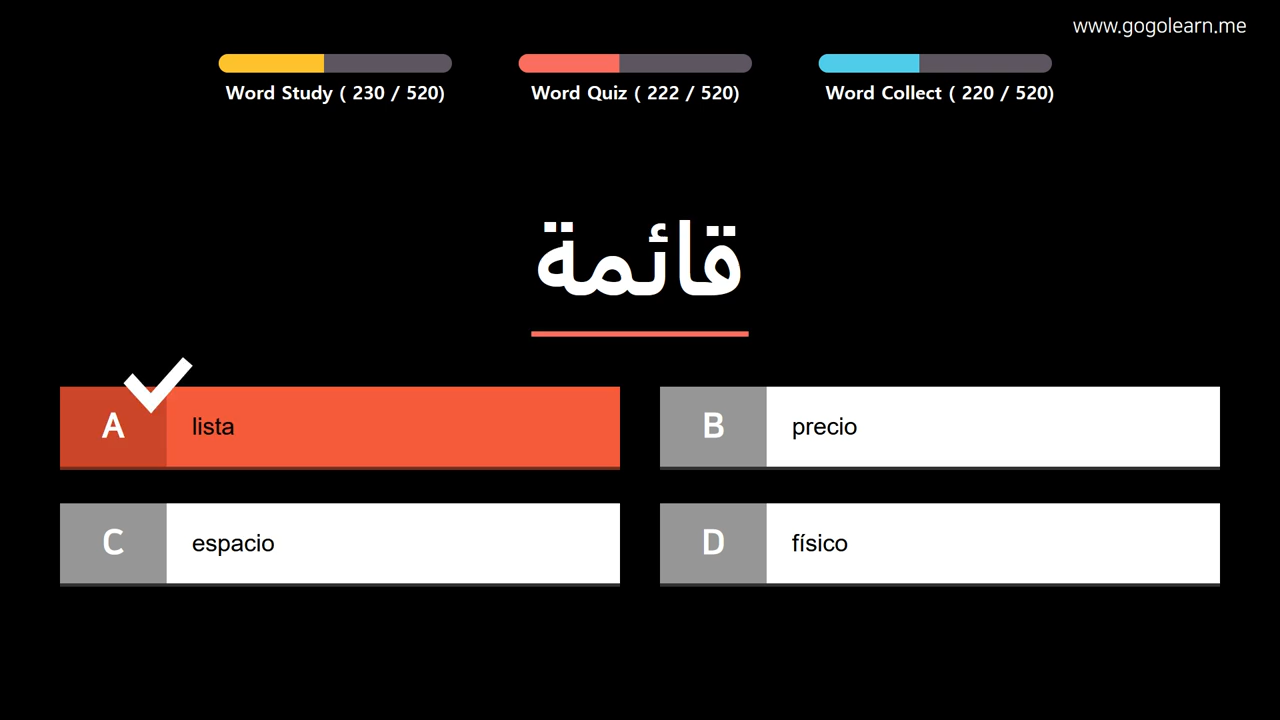 www.gogolearn.me
Word Study ( 230 / 520)
Word Quiz ( 222 / 520)
Word Collect ( 220 / 520)
قائمة
A lista
B precio
C espacio
D físico